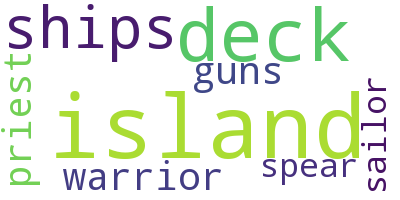 ships
deck
guns
priest
island
sailor
warrior
spear